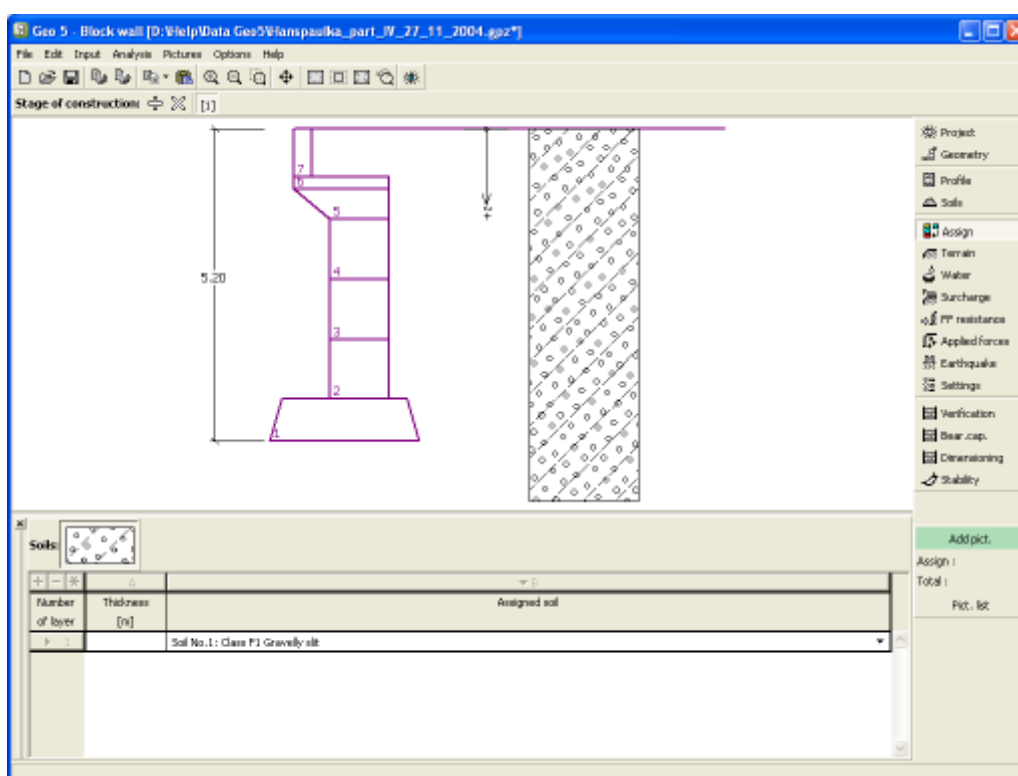 Geo 5 - Block wall [D:\Help\Data Geo5\Hanspaulka_part_IV_27_11_2004.gpz*]
File Edit Input Analysis Pictures Options Help
Stage of construction: [1]
7
6
5
4
3
2
1
5.20
+z
Project
Geometry
Profile
Soils
Assign
Terrain
Water
Surcharge
FF resistance
Applied forces
Earthquake
Settings
Verification
Bear.cap.
Dimensioning
Stability
Soils:
Add pict.
Assign :
Total :
Pict. list
A B
Number of layer
Thickness [m]
Assigned soil
1 Soil No.1: Class F1 Gravelly silt